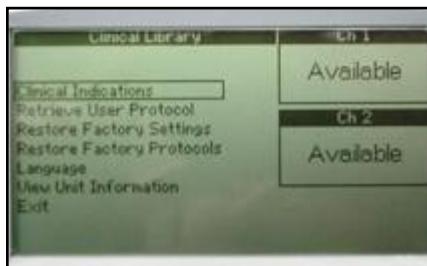 Clinical Library
Clinical Indications
Retrieve User Protocol
Restore Factory Settings
Restore Factory Protocols
Language
View Unit Information
Exit
Ch 1
Available
Ch 2
Available